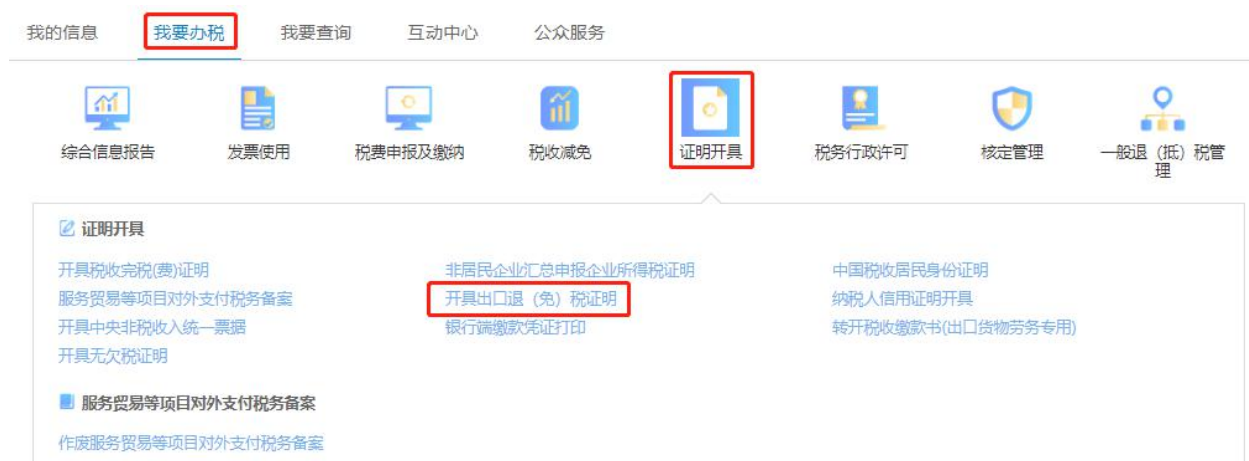 我的信息 我要办税 我要查询 互动中心 公众服务
综合信息报告 发票使用 税费申报及缴纳 税收减免 证明开具 税务行政许可 核定管理 一般退（抵）税管理
证明开具
开具税收完税(费)证明 非居民企业汇总申报企业所得税证明 中国税收居民身份证明
服务贸易等项目对外支付税务备案 开具出口退（免）税证明 纳税人信用证明开具
开具中央非税收入统一票据 银行端缴款凭证打印 转开税收缴款书(出口货物劳务专用)
开具无欠税证明
服务贸易等项目对外支付税务备案
作废服务贸易等项目对外支付税务备案